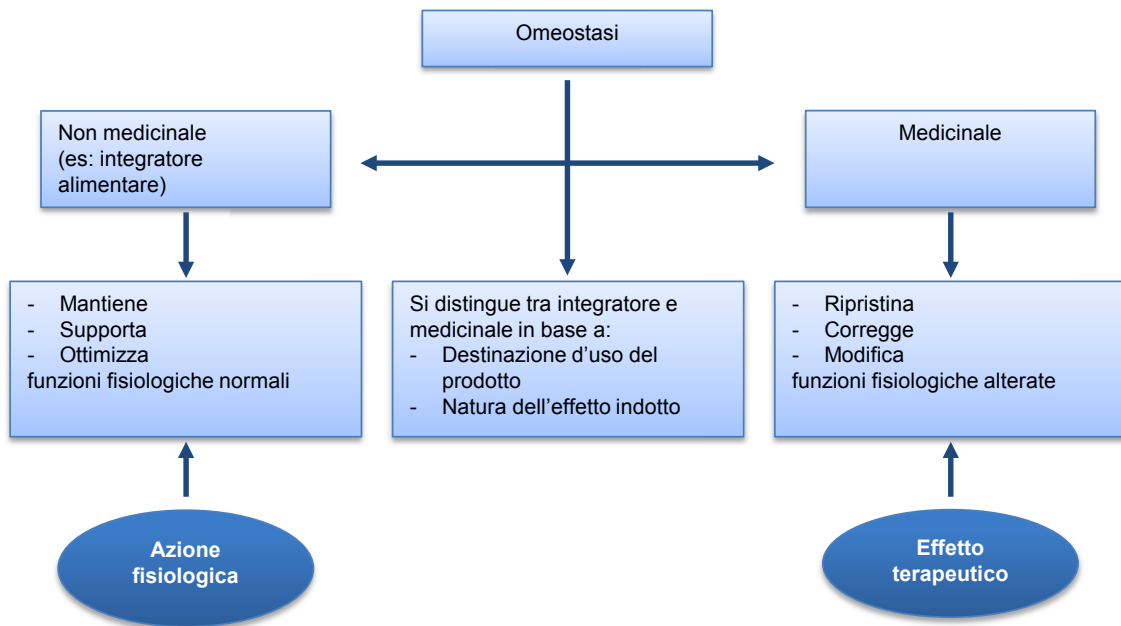 Omeostasi
Non medicinale
(es: integratore
alimentare)
Medicinale
- Mantiene
- Supporta
- Ottimizza
funzioni fisiologiche normali
Si distingue tra integratore e
medicinale in base a:
- Destinazione d’uso del
prodotto
- Natura dell’effetto indotto
- Ripristina
- Corregge
- Modifica
funzioni fisiologiche alterate
Azione
fisiologica
Effetto
terapeutico